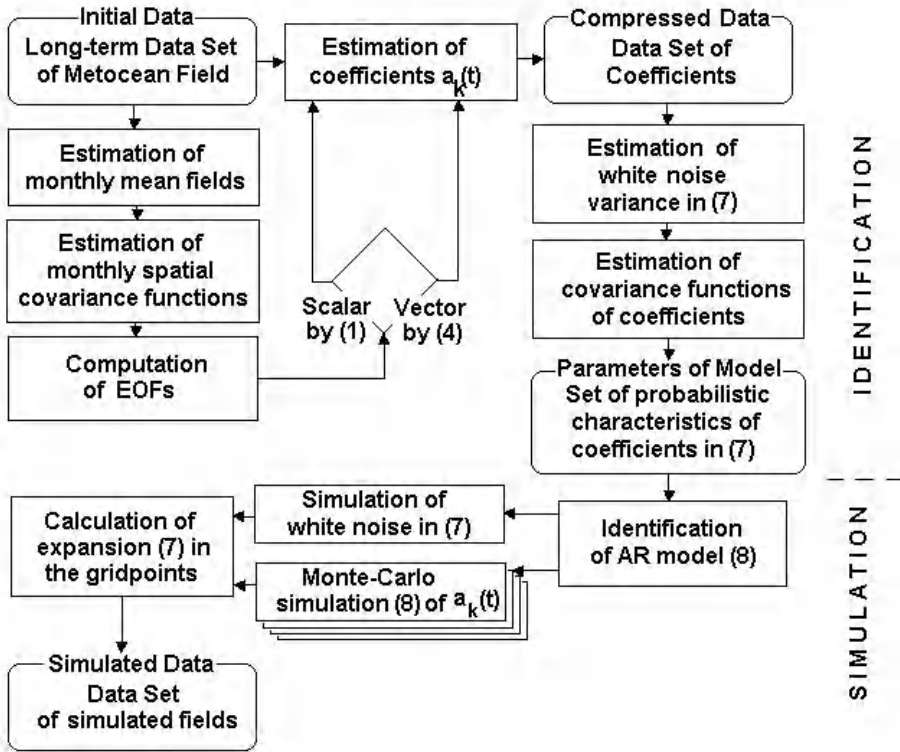 Initial Data
Long-term Data Set
of Metocean Field
Estimation of
coefficients a_k(t)
Compressed Data
Data Set of
Coefficients
Estimation of
monthly mean fields
Estimation of
monthly spatial
covariance functions
Computation
of EOFs
Scalar
by (1)
Vector
by (4)
Estimation of
white noise
variance in (7)
Estimation of
covariance functions
of coefficients
Parameters of Model
Set of probabilistic
characteristics of
coefficients in (7)
IDENTIFICATION
Identification
of AR model (8)
Simulation of
white noise in (7)
Monte-Carlo
simulation (8) of a_k(t)
Calculation of
expansion (7) in
the gridpoints
Simulated Data
Data Set
of simulated fields
SIMULATION